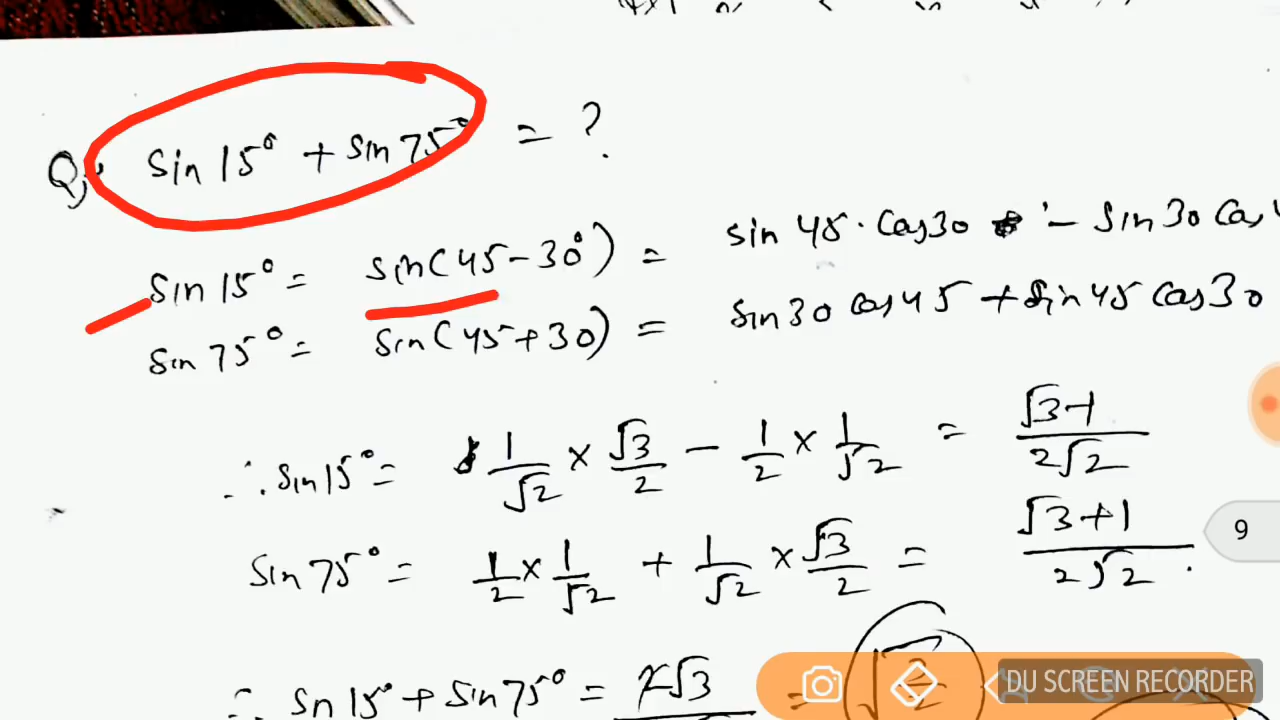 Q, sin 15° + sin 75° = ?
sin 15° = sin(45 - 30°) = sin 45 · cos 30 - sin 30 cos 4
sin 75° = sin(45 + 30) = sin 30 cos 45 + sin 45 cos 30
∴ sin 15° = 1/√2 × √3/2 - 1/2 × 1/√2 = √3-1/2√2
sin 75° = 1/2 × 1/√2 + 1/√2 × √3/2 = √3+1/2√2 .
∴ sn 15° + sin 75° = 2√3 =
9
DU SCREEN RECORDER